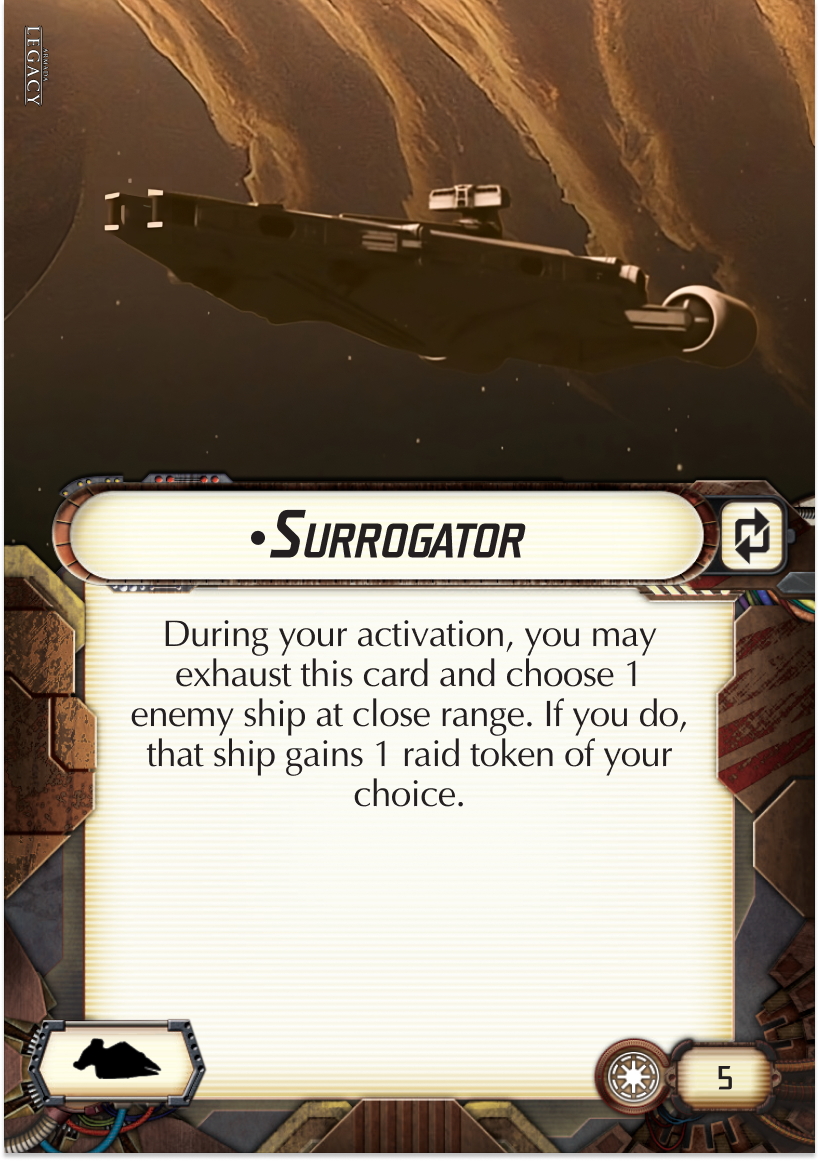 ARMADA
LEGACY
•SURROGATOR
During your activation, you may
exhaust this card and choose 1
enemy ship at close range. If you do,
that ship gains 1 raid token of your
choice.
5